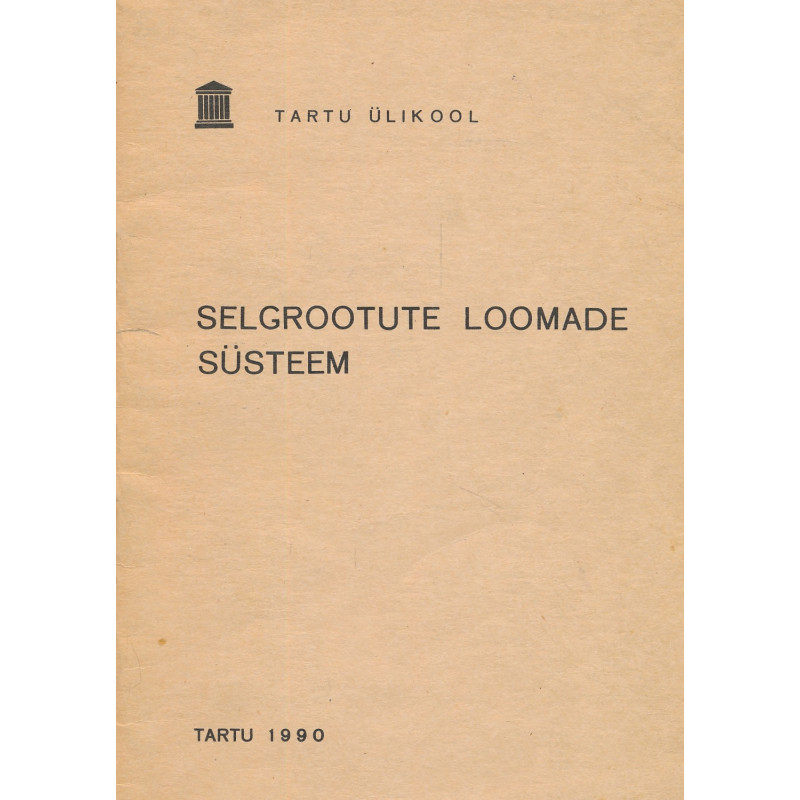 TARTU ÜLIKOOL
SELGROOTUTE LOOMADE
SÜSTEEM
TARTU 1990